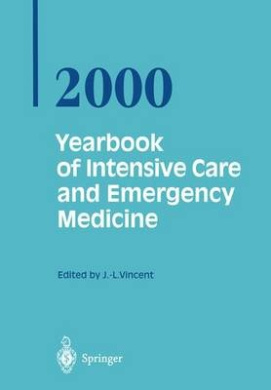 2000
Yearbook
of Intensive Care
and Emergency
Medicine
Edited by J.-L.Vincent
Springer